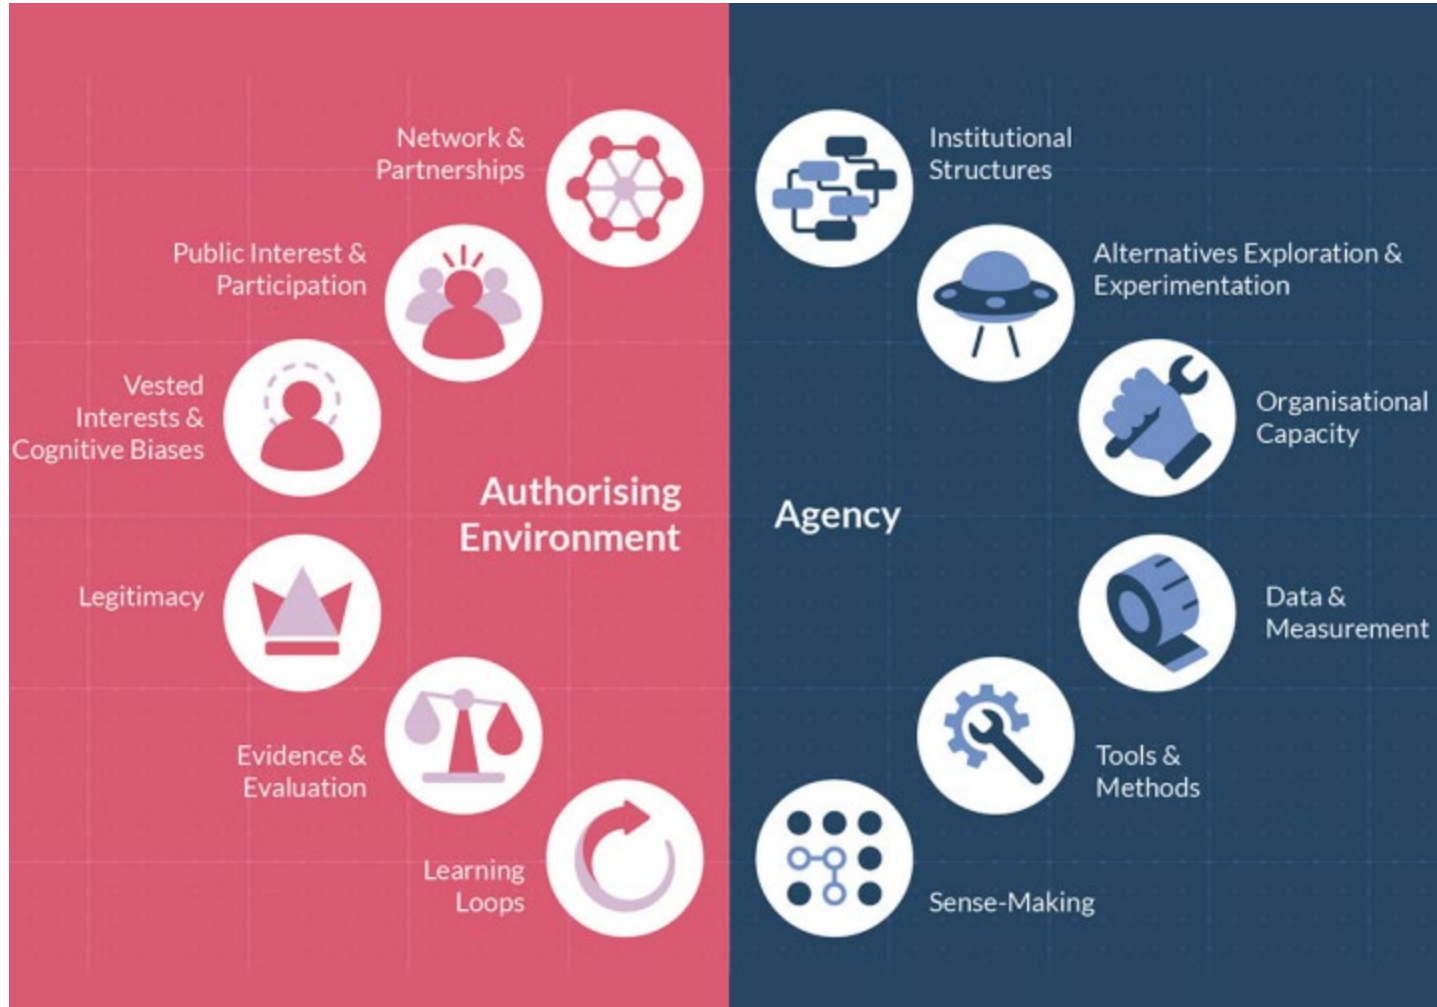 Network &
Partnerships
Public Interest &
Participation
Vested
Interests &
Cognitive Biases
Authorising
Environment
Legitimacy
Evidence &
Evaluation
Learning
Loops
Institutional
Structures
Alternatives Exploration &
Experimentation
Organisational
Capacity
Agency
Data &
Measurement
Tools &
Methods
Sense-Making